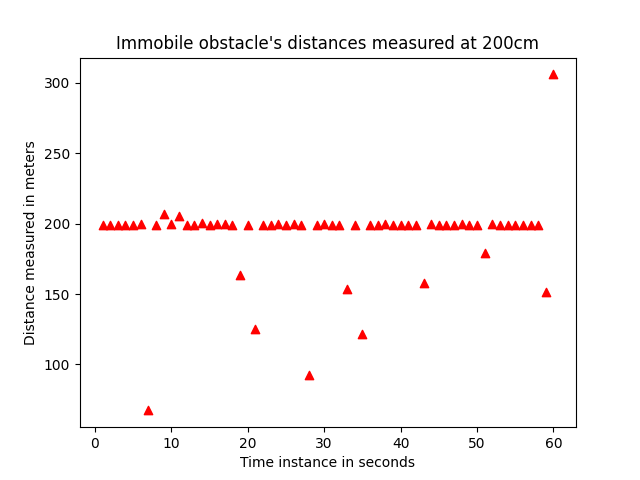 Immobile obstacle's distances measured at 200cm
300
250
200
150
100
Distance measured in meters
0 10 20 30 40 50 60
Time instance in seconds